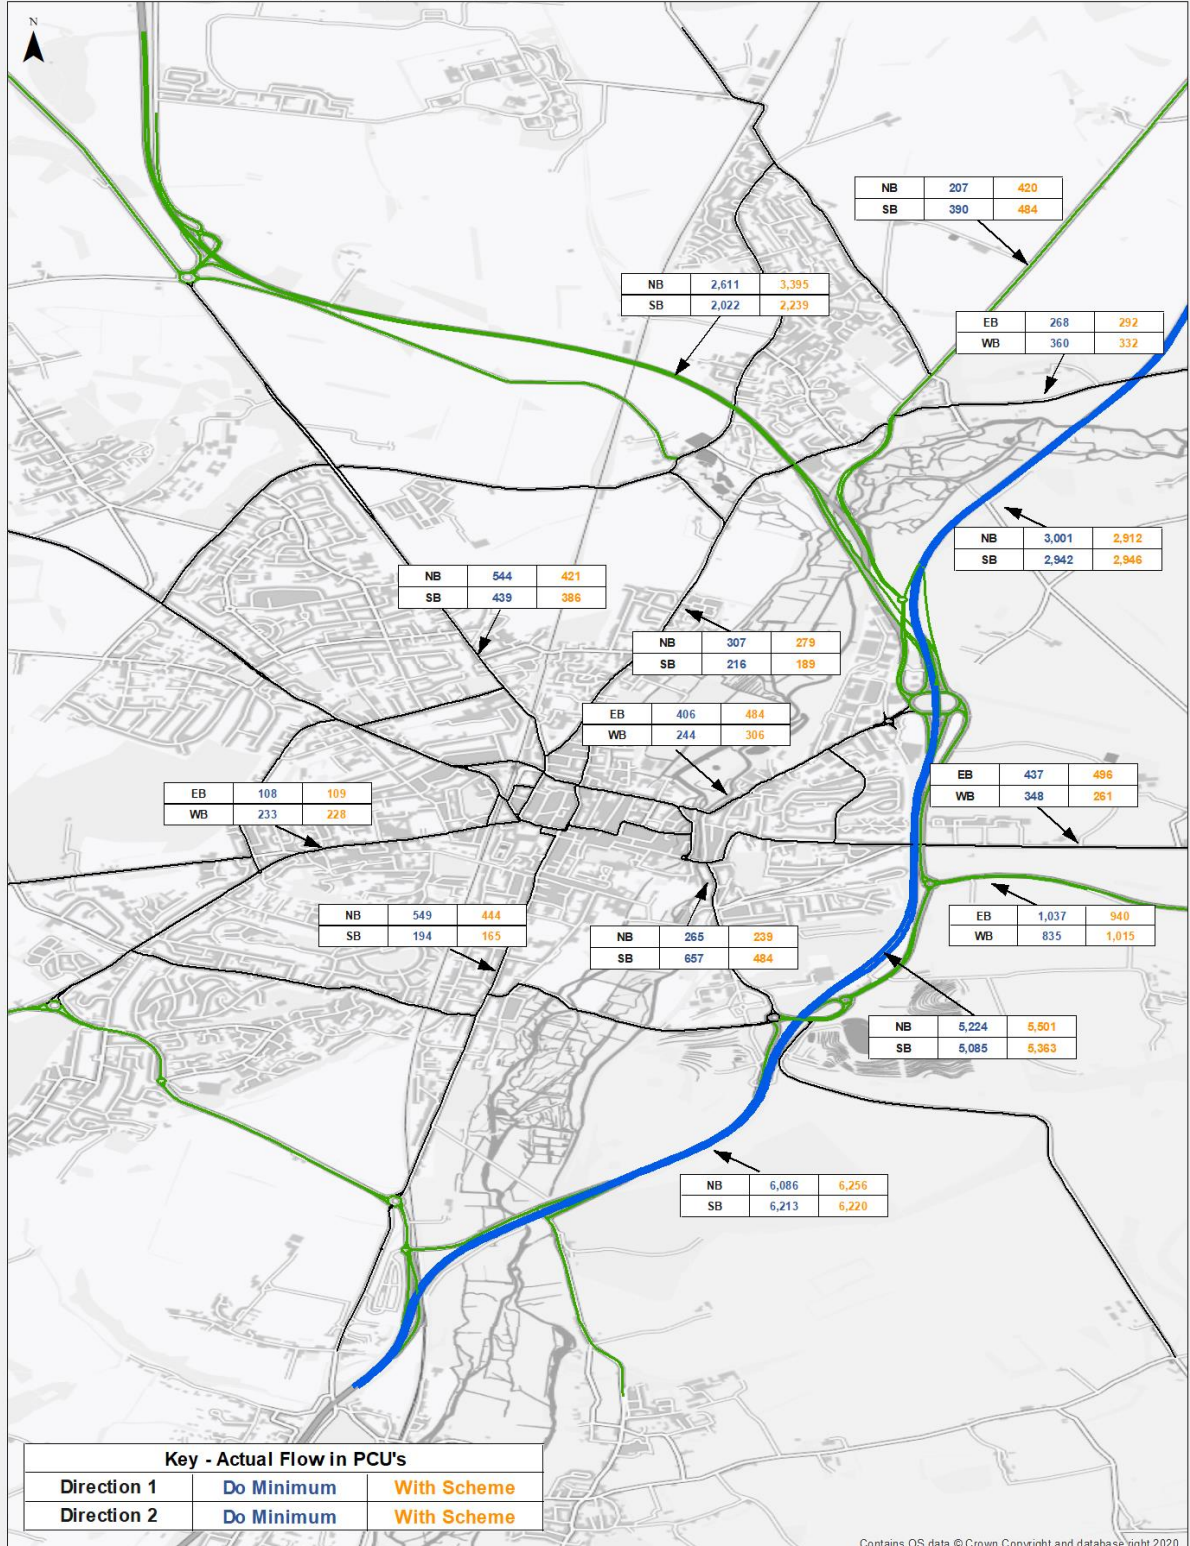 N
NB 207 420
SB 390 484
NB 2,611 3,395
SB 2,022 2,239
EB 268 292
WB 360 332
NB 3,001 2,912
SB 2,942 2,946
NB 544 421
SB 439 386
NB 307 279
SB 216 189
EB 406 484
WB 244 306
EB 437 496
WB 348 261
EB 108 109
WB 233 228
NB 549 444
SB 194 165
NB 265 239
SB 657 484
EB 1,037 940
WB 835 1,015
NB 5,224 5,501
SB 5,085 5,363
NB 6,086 6,256
SB 6,213 6,220
Key - Actual Flow in PCU's
Direction 1 Do Minimum With Scheme
Direction 2 Do Minimum With Scheme
Contains OS data © Crown Copyright and database right 2020